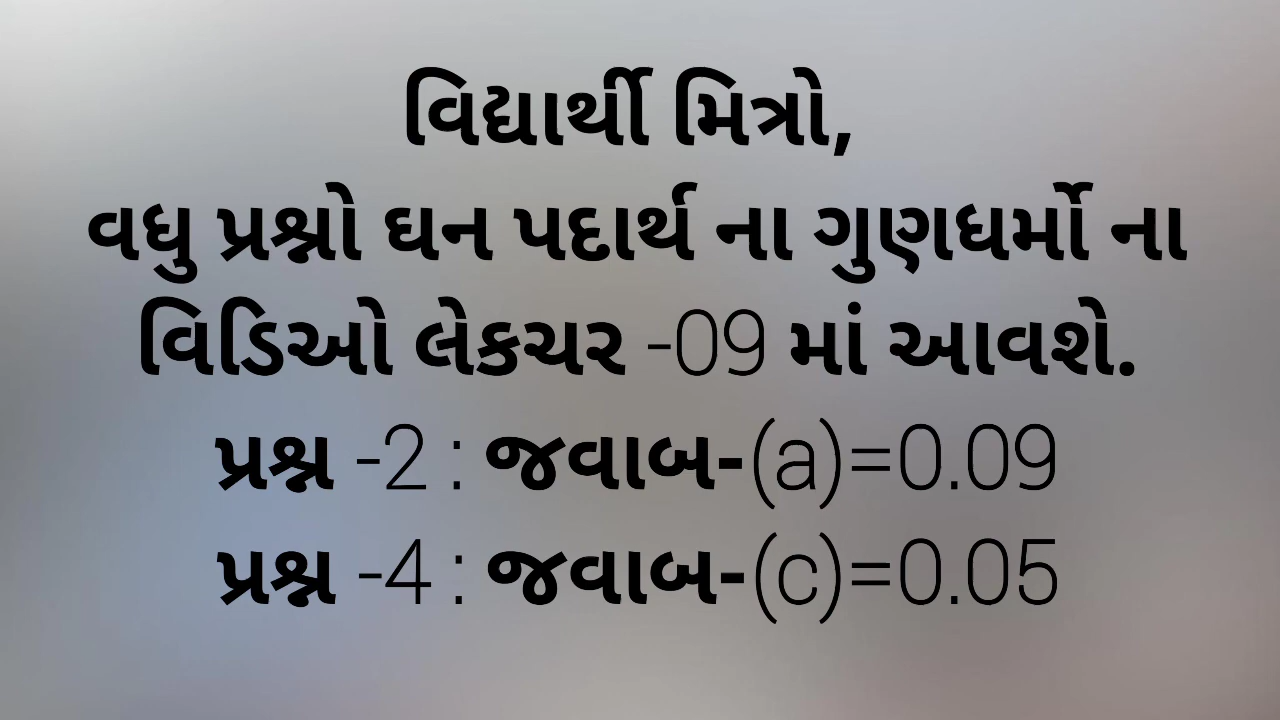 વિદ્યાર્થી મિત્રો,
વધુ પ્રશ્નો ઘન પદાર્થ ના ગુણધર્મો ના
વિડિઓ લેકચર -09 માં આવશે.
પ્રશ્ન -2 : જવાબ-(a)=0.09
પ્રશ્ન -4 : જવાબ-(c)=0.05